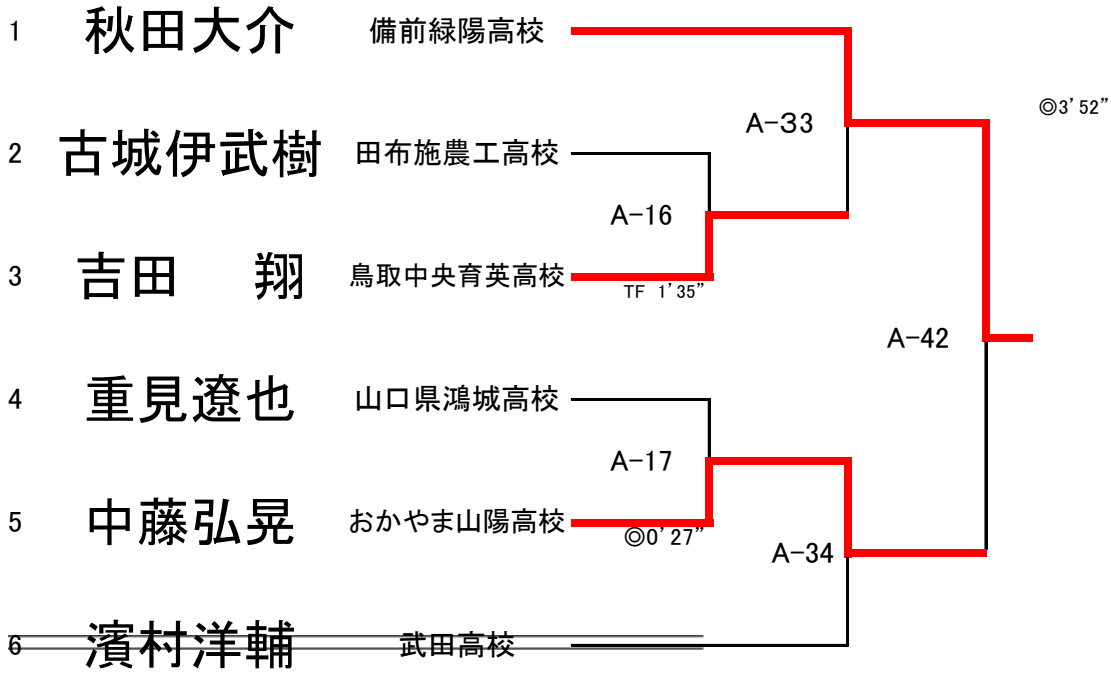 1 秋田大介 備前緑陽高校
◎3’52”
A-33
2 古城伊武樹 田布施農工高校
A-16
3 吉田 翔 鳥取中央育英高校
TF 1’35”
A-42
4 重見遼也 山口県鴻城高校
A-17
5 中藤弘晃 おかやま山陽高校
◎0’27”
A-34
6 濱村洋輔 武田高校